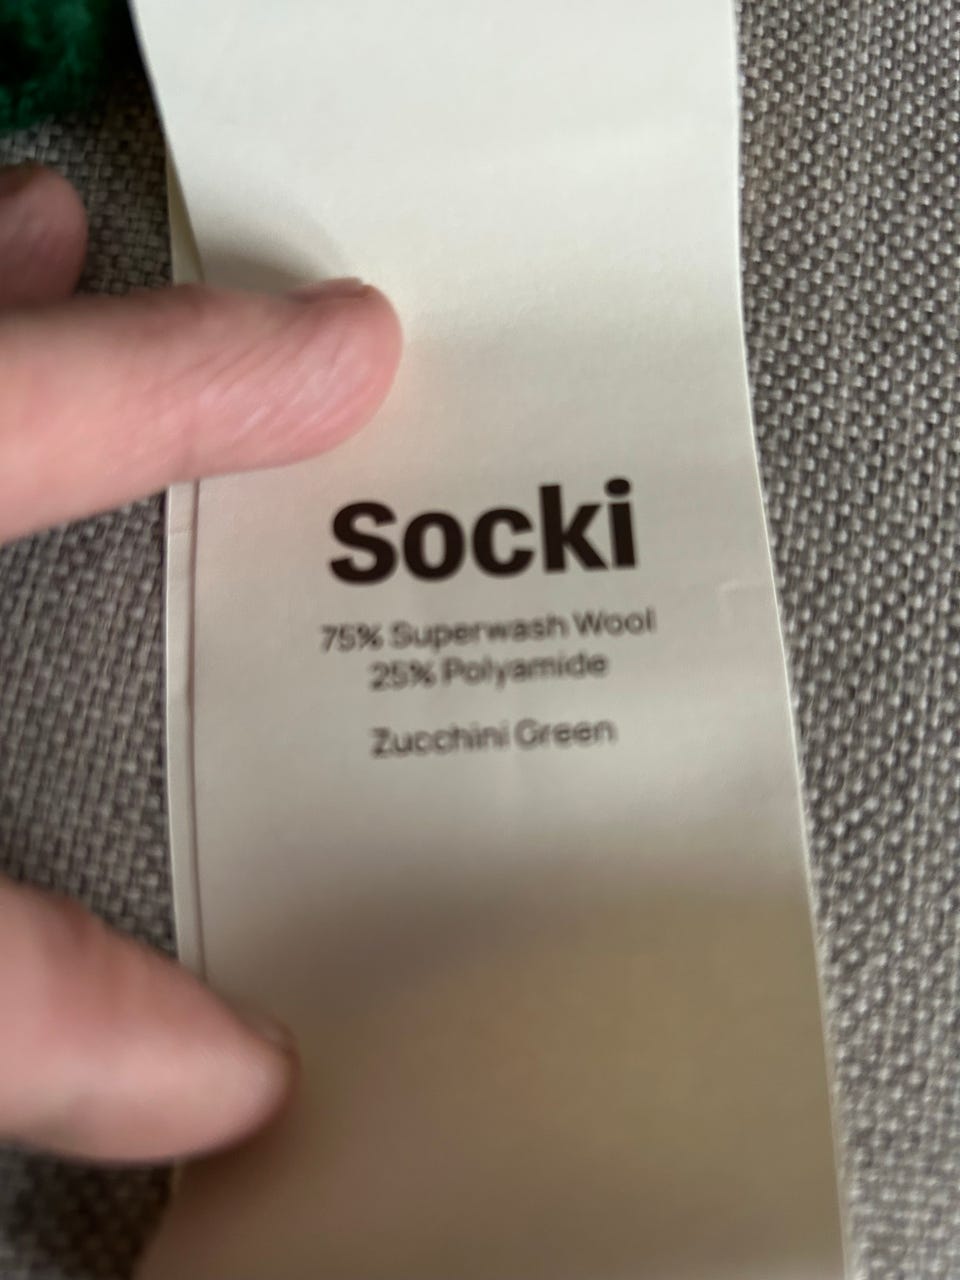 Socki
75% Superwash Wool
25% Polyamide
Zucchini Green